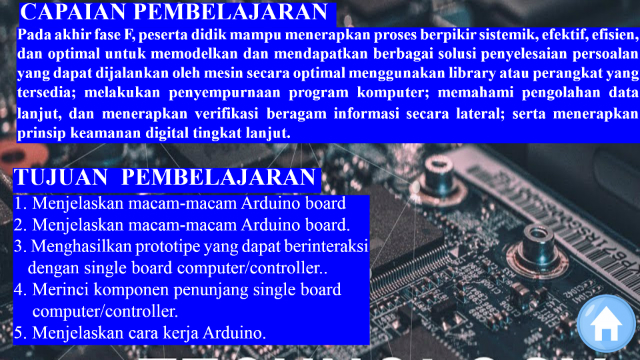 CAPAIAN PEMBELAJARAN
Pada akhir fase F, peserta didik mampu menerapkan proses berpikir sistemik, efektif, efisien,
dan optimal untuk memodelkan dan mendapatkan berbagai solusi penyelesaian persoalan
yang dapat dijalankan oleh mesin secara optimal menggunakan library atau perangkat yang
tersedia; melakukan penyempurnaan program komputer; memahami pengolahan data
lanjut, dan menerapkan verifikasi beragam informasi secara lateral; serta menerapkan
prinsip keamanan digital tingkat lanjut.
TUJUAN PEMBELAJARAN
1. Menjelaskan macam-macam Arduino board
2. Menjelaskan macam-macam Arduino board.
3. Menghasilkan prototipe yang dapat berinteraksi
dengan single board computer/controller..
4. Merinci komponen penunjang single board
computer/controller.
5. Menjelaskan cara kerja Arduino.